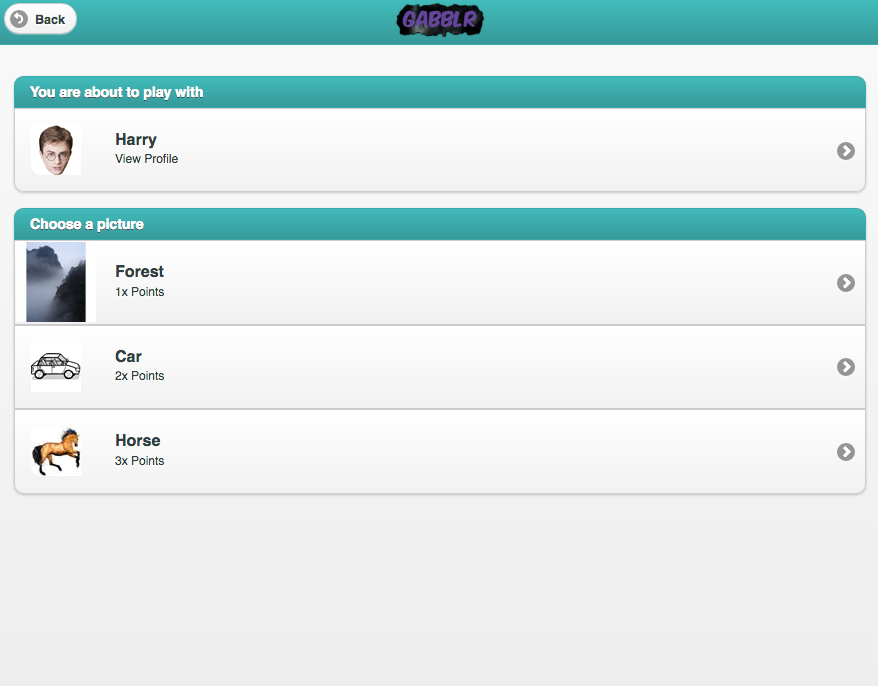 Back
GABBLR
You are about to play with
Harry
View Profile
Choose a picture
Forest
1x Points
Car
2x Points
Horse
3x Points